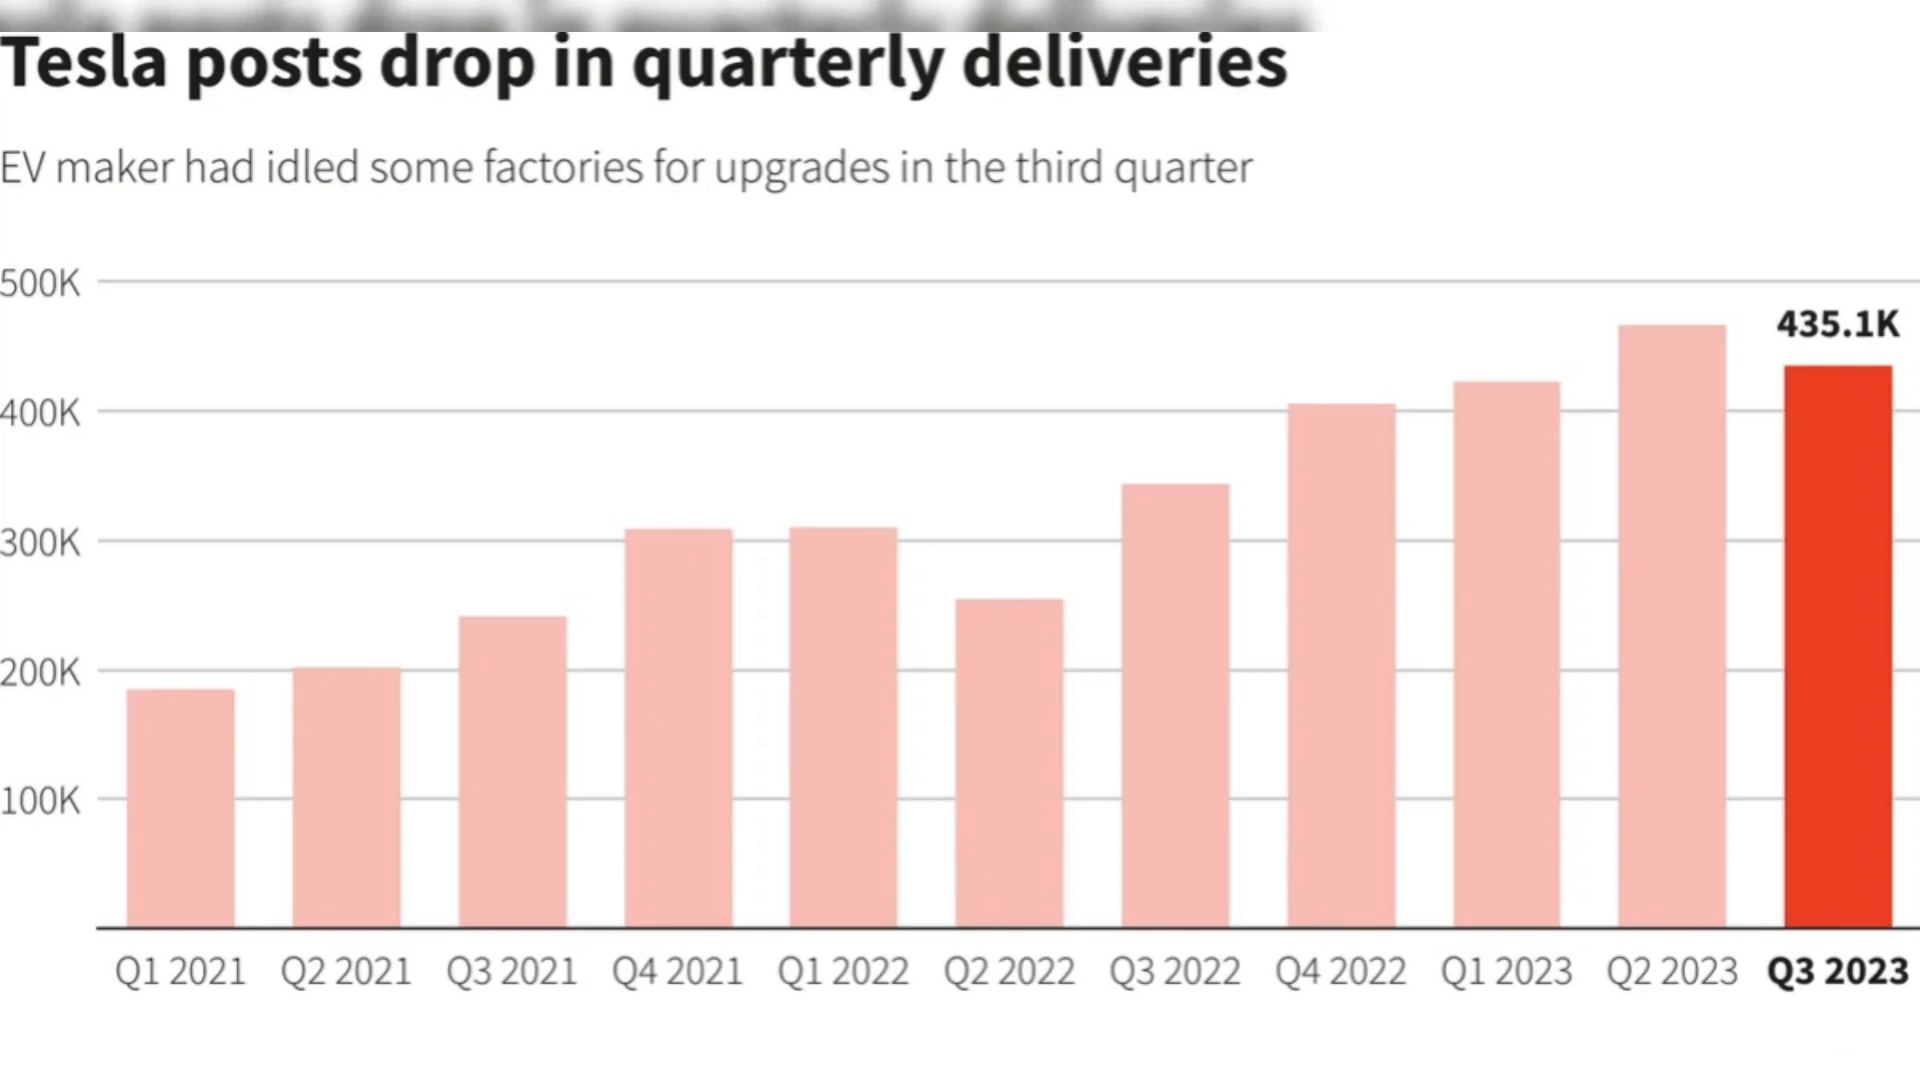 Tesla posts drop in quarterly deliveries
EV maker had idled some factories for upgrades in the third quarter
500K
435.1K
400K
300K
200K
100K
Q1 2021 Q2 2021 Q3 2021 Q4 2021 Q1 2022 Q2 2022 Q3 2022 Q4 2022 Q1 2023 Q2 2023 Q3 2023